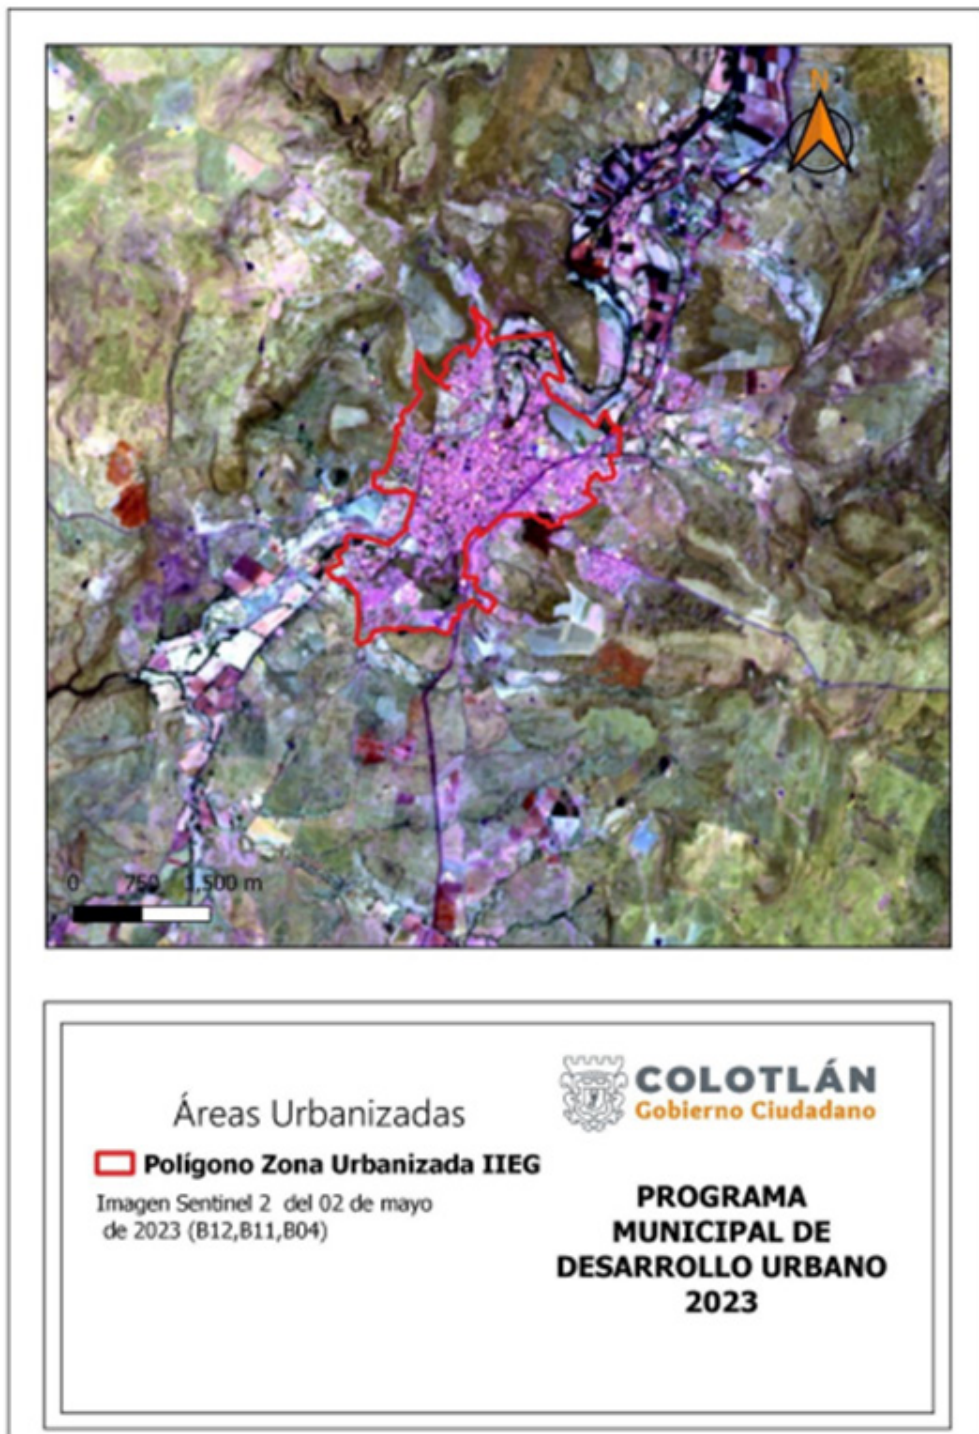 N
0 750 1,500 m
Áreas Urbanizadas
Polígono Zona Urbanizada IIEG
Imagen Sentinel 2 del 02 de mayo
de 2023 (B12,B11,B04)
COLOTLÁN
Gobierno Ciudadano
PROGRAMA
MUNICIPAL DE
DESARROLLO URBANO
2023